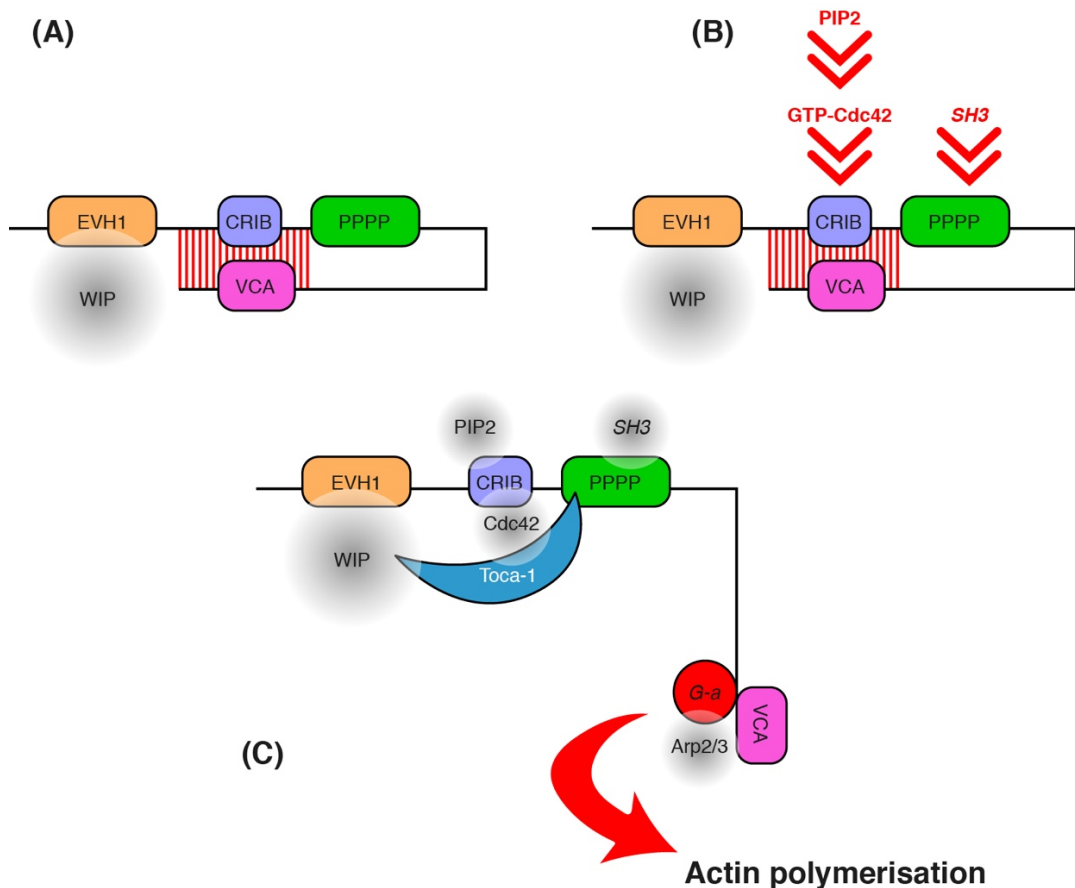 (A)
EVH1
CRIB
PPPP
WIP
VCA
(B)
PIP2
GTP-Cdc42
SH3
EVH1
CRIB
PPPP
WIP
VCA
PIP2
SH3
EVH1
CRIB
PPPP
Cdc42
WIP
Toca-1
G-a
VCA
Arp2/3
(C)
Actin polymerisation